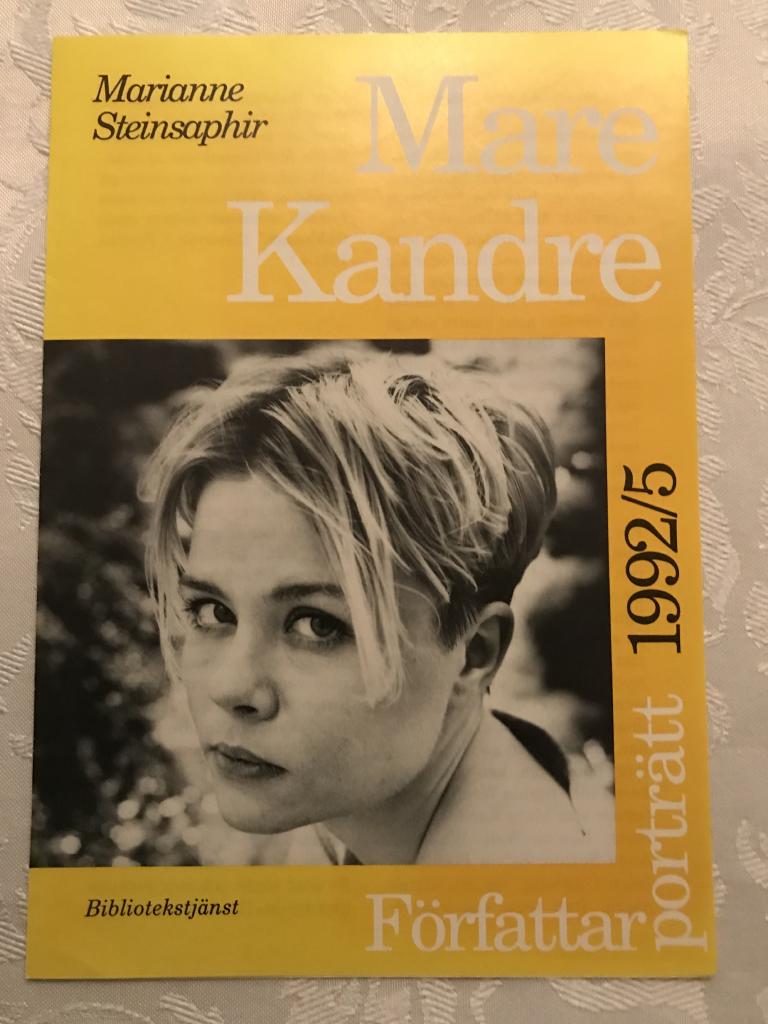 Marianne
Steinsaphir
Mare
Kandre
1992/5
Bibliotekstjänst
Författar
porträtt